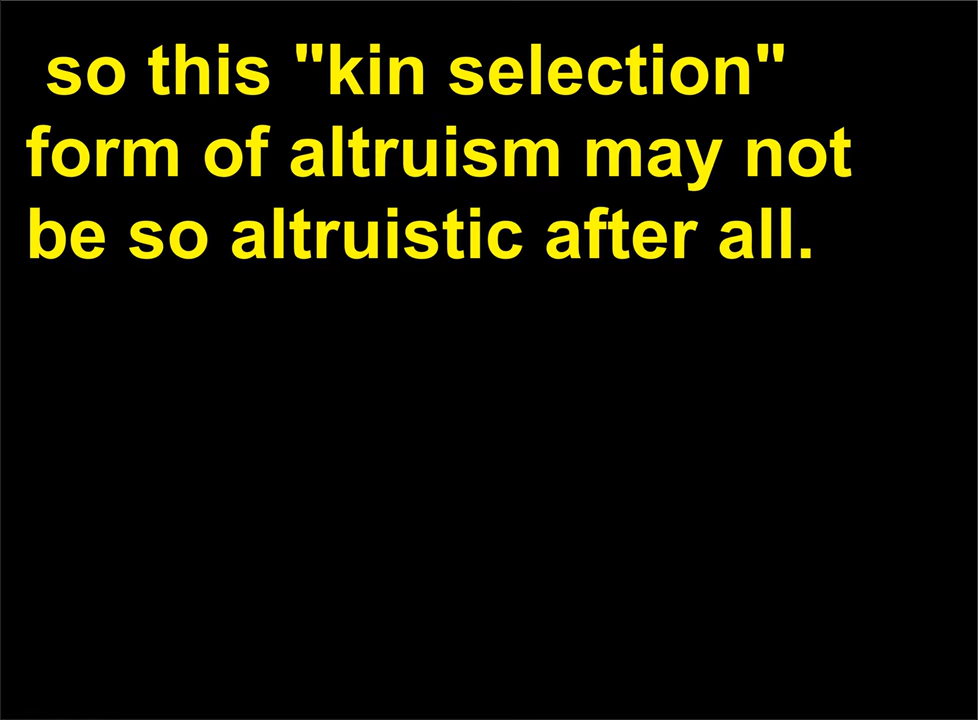 so this "kin selection"
form of altruism may not
be so altruistic after all.